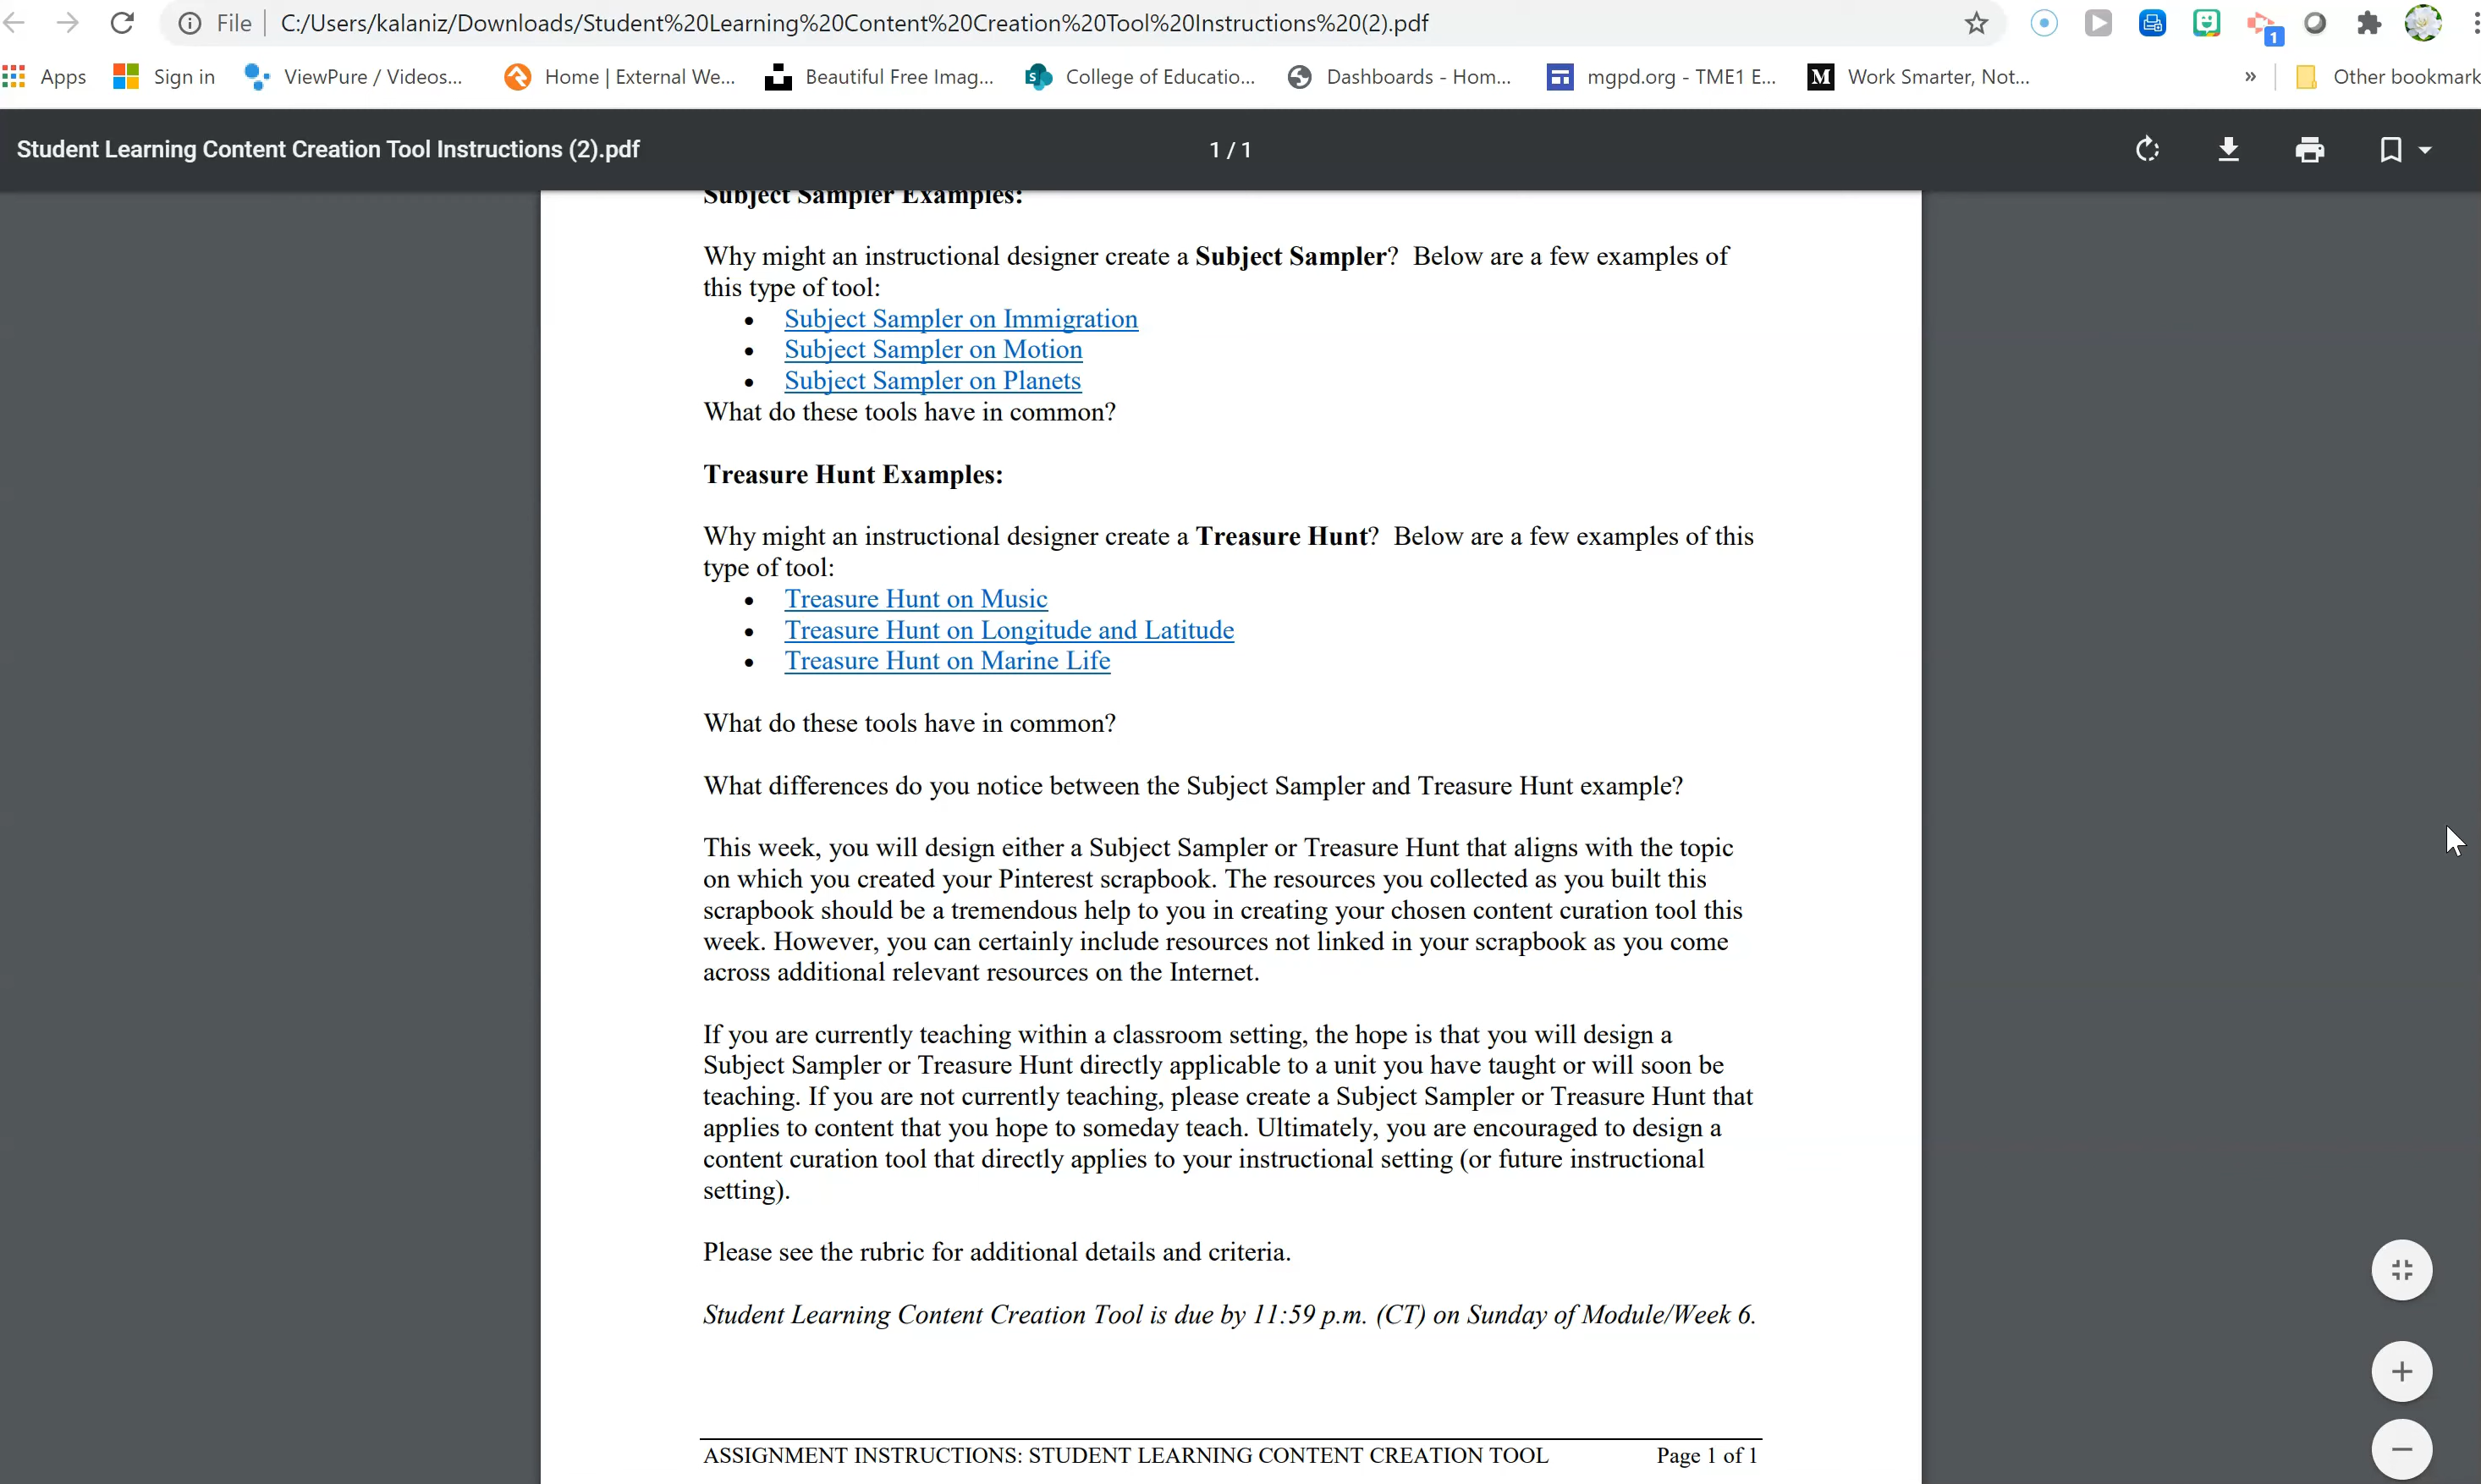 File
C:/Users/kalaniz/Downloads/Student%20Learning%20Content%20Creation%20Tool%20Instructions%20(2).pdf
1
Apps
Sign in
ViewPure / Videos...
Home | External We...
Beautiful Free Imag...
College of Educatio...
Dashboards - Hom...
mgpd.org - TME1 E...
M
Work Smarter, Not...
»
Other bookmark
Student Learning Content Creation Tool Instructions (2).pdf
1 / 1
Subject Sampler Examples:
Why might an instructional designer create a Subject Sampler? Below are a few examples of
this type of tool:
• Subject Sampler on Immigration
• Subject Sampler on Motion
• Subject Sampler on Planets
What do these tools have in common?
Treasure Hunt Examples:
Why might an instructional designer create a Treasure Hunt? Below are a few examples of this
type of tool:
• Treasure Hunt on Music
• Treasure Hunt on Longitude and Latitude
• Treasure Hunt on Marine Life
What do these tools have in common?
What differences do you notice between the Subject Sampler and Treasure Hunt example?
This week, you will design either a Subject Sampler or Treasure Hunt that aligns with the topic
on which you created your Pinterest scrapbook. The resources you collected as you built this
scrapbook should be a tremendous help to you in creating your chosen content curation tool this
week. However, you can certainly include resources not linked in your scrapbook as you come
across additional relevant resources on the Internet.
If you are currently teaching within a classroom setting, the hope is that you will design a
Subject Sampler or Treasure Hunt directly applicable to a unit you have taught or will soon be
teaching. If you are not currently teaching, please create a Subject Sampler or Treasure Hunt that
applies to content that you hope to someday teach. Ultimately, you are encouraged to design a
content curation tool that directly applies to your instructional setting (or future instructional
setting).
Please see the rubric for additional details and criteria.
Student Learning Content Creation Tool is due by 11:59 p.m. (CT) on Sunday of Module/Week 6.
ASSIGNMENT INSTRUCTIONS: STUDENT LEARNING CONTENT CREATION TOOL
Page 1 of 1